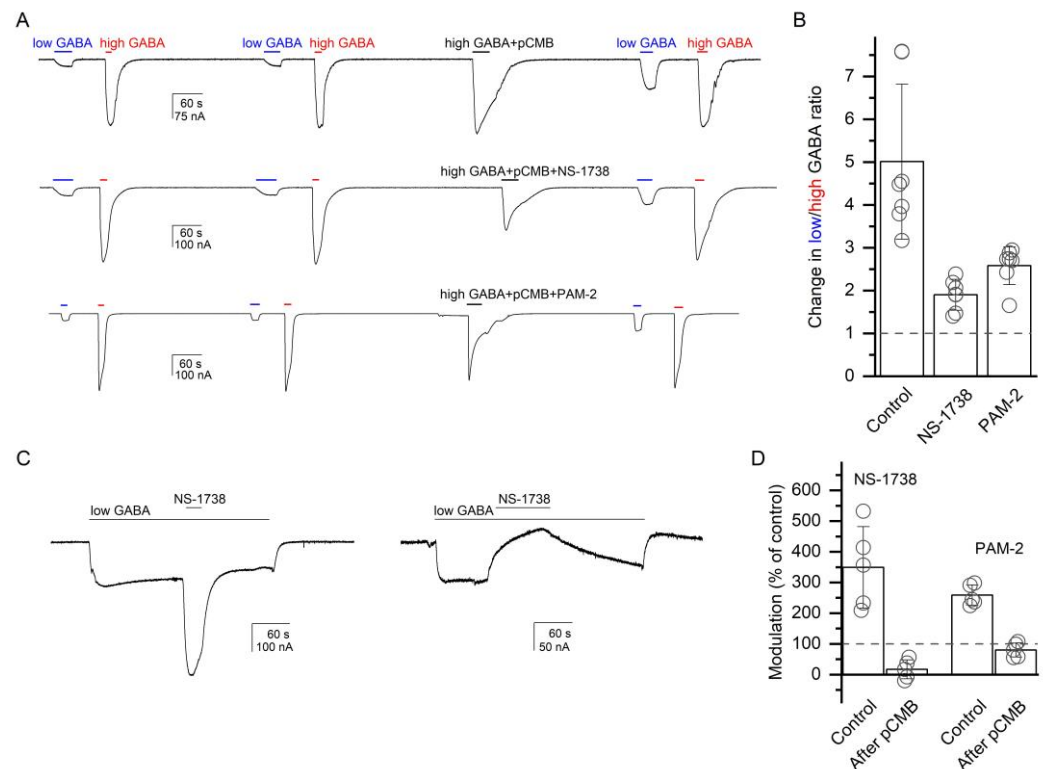 A
low GABA high GABA low GABA high GABA high GABA+pCMB low GABA high GABA
60 s
75 nA
high GABA+pCMB+NS-1738
60 s
100 nA
high GABA+pCMB+PAM-2
60 s
100 nA
B
Change in low/high GABA ratio
7
6
5
4
3
2
1
0
Control
NS-1738
PAM-2
C
NS-1738
low GABA
60 s
100 nA
NS-1738
low GABA
60 s
50 nA
D
Modulation (% of control)
NS-1738
PAM-2
600
500
400
300
200
100
0
Control
After pCMB
Control
After pCMB